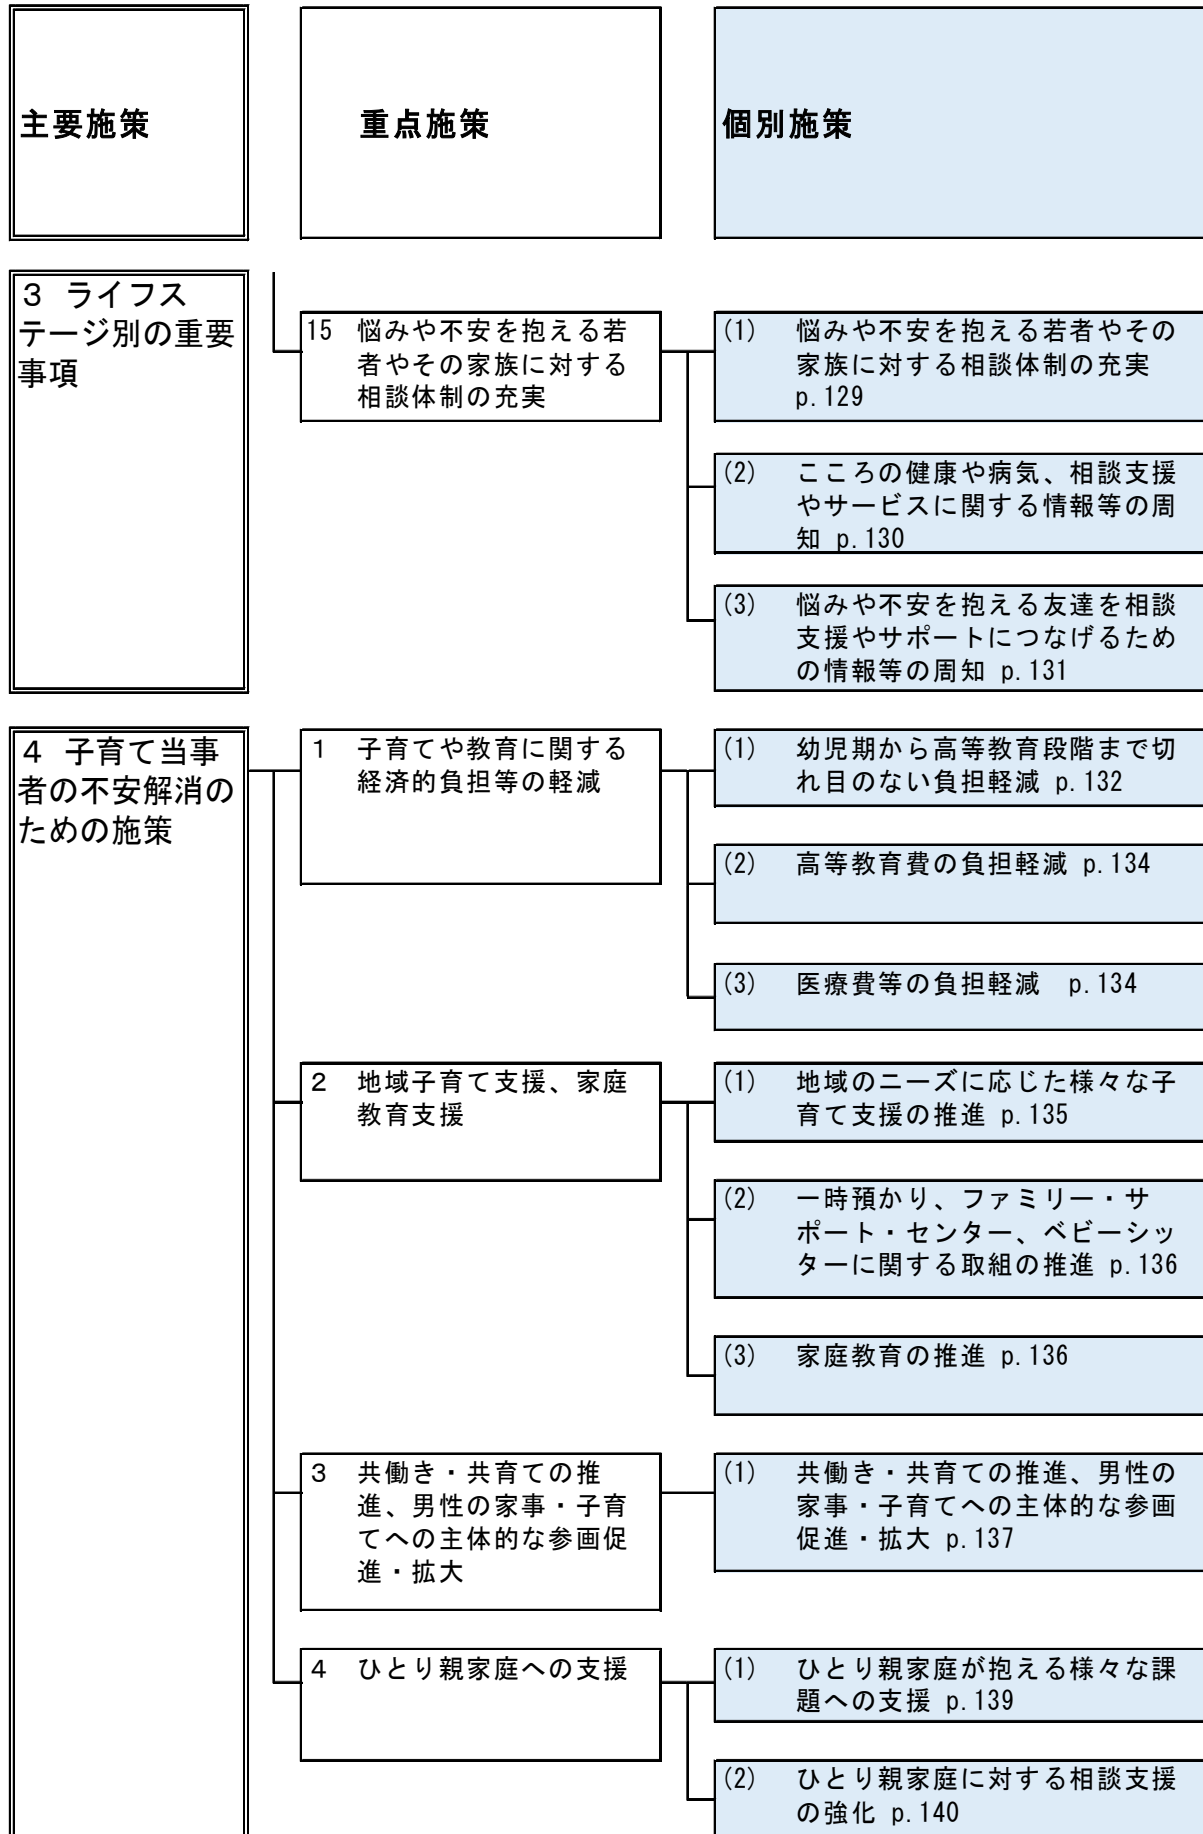 主要施策
重点施策
個別施策
3 ライフス
テージ別の重要
事項
15 悩みや不安を抱える若
者やその家族に対する
相談体制の充実
(1) 悩みや不安を抱える若者やその
家族に対する相談体制の充実
p.129
(2) こころの健康や病気、相談支援
やサービスに関する情報等の周
知 p.130
(3) 悩みや不安を抱える友達を相談
支援やサポートにつなげるため
の情報等の周知 p.131
4 子育て当事
者の不安解消の
ための施策
1 子育てや教育に関する
経済的負担等の軽減
(1) 幼児期から高等教育段階まで切
れ目のない負担軽減 p.132
(2) 高等教育費の負担軽減 p.134
(3) 医療費等の負担軽減 p.134
2 地域子育て支援、家庭
教育支援
(1) 地域のニーズに応じた様々な子
育て支援の推進 p.135
(2) 一時預かり、ファミリー・サ
ポート・センター、ベビーシッ
ターに関する取組の推進 p.136
(3) 家庭教育の推進 p.136
3 共働き・共育ての推
進、男性の家事・子育
てへの主体的な参画促
進・拡大
(1) 共働き・共育ての推進、男性の
家事・子育てへの主体的な参画
促進・拡大 p.137
4 ひとり親家庭への支援
(1) ひとり親家庭が抱える様々な課
題への支援 p.139
(2) ひとり親家庭に対する相談支援
の強化 p.140